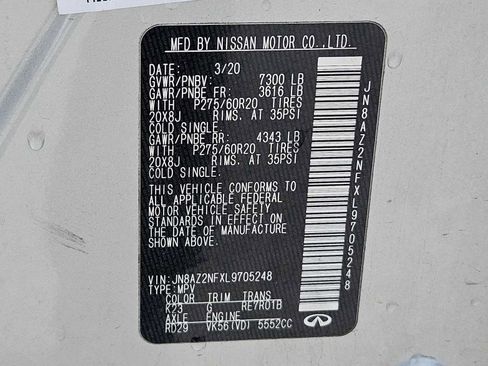 MFD BY NISSAN MOTOR CO.,LTD.
DATE: 3/20
GVWR/PNBV: 7300 LB
GAWR/PNBE FR: 3616 LB
WITH P275/60R20 TIRES
20X8J RIMS, AT 35PSI
COLD SINGLE.
GAWR/PNBE RR: 4343 LB
WITH P275/60R20 TIRES
20X8J RIMS, AT 35PSI
COLD SINGLE.
THIS VEHICLE CONFORMS TO
ALL APPLICABLE FEDERAL
MOTOR VEHICLE SAFETY
STANDARDS IN EFFECT ON
THE DATE OF MANUFACTURE
SHOWN ABOVE.
VIN: JN8AZ2NFXL9705248
TYPE: MPV
COLOR TRIM TRANS
K23 G RE7R01B
AXLE ENGINE
RD29 VK56(VD) 5552CC
JN8AZ2NFXL9705248